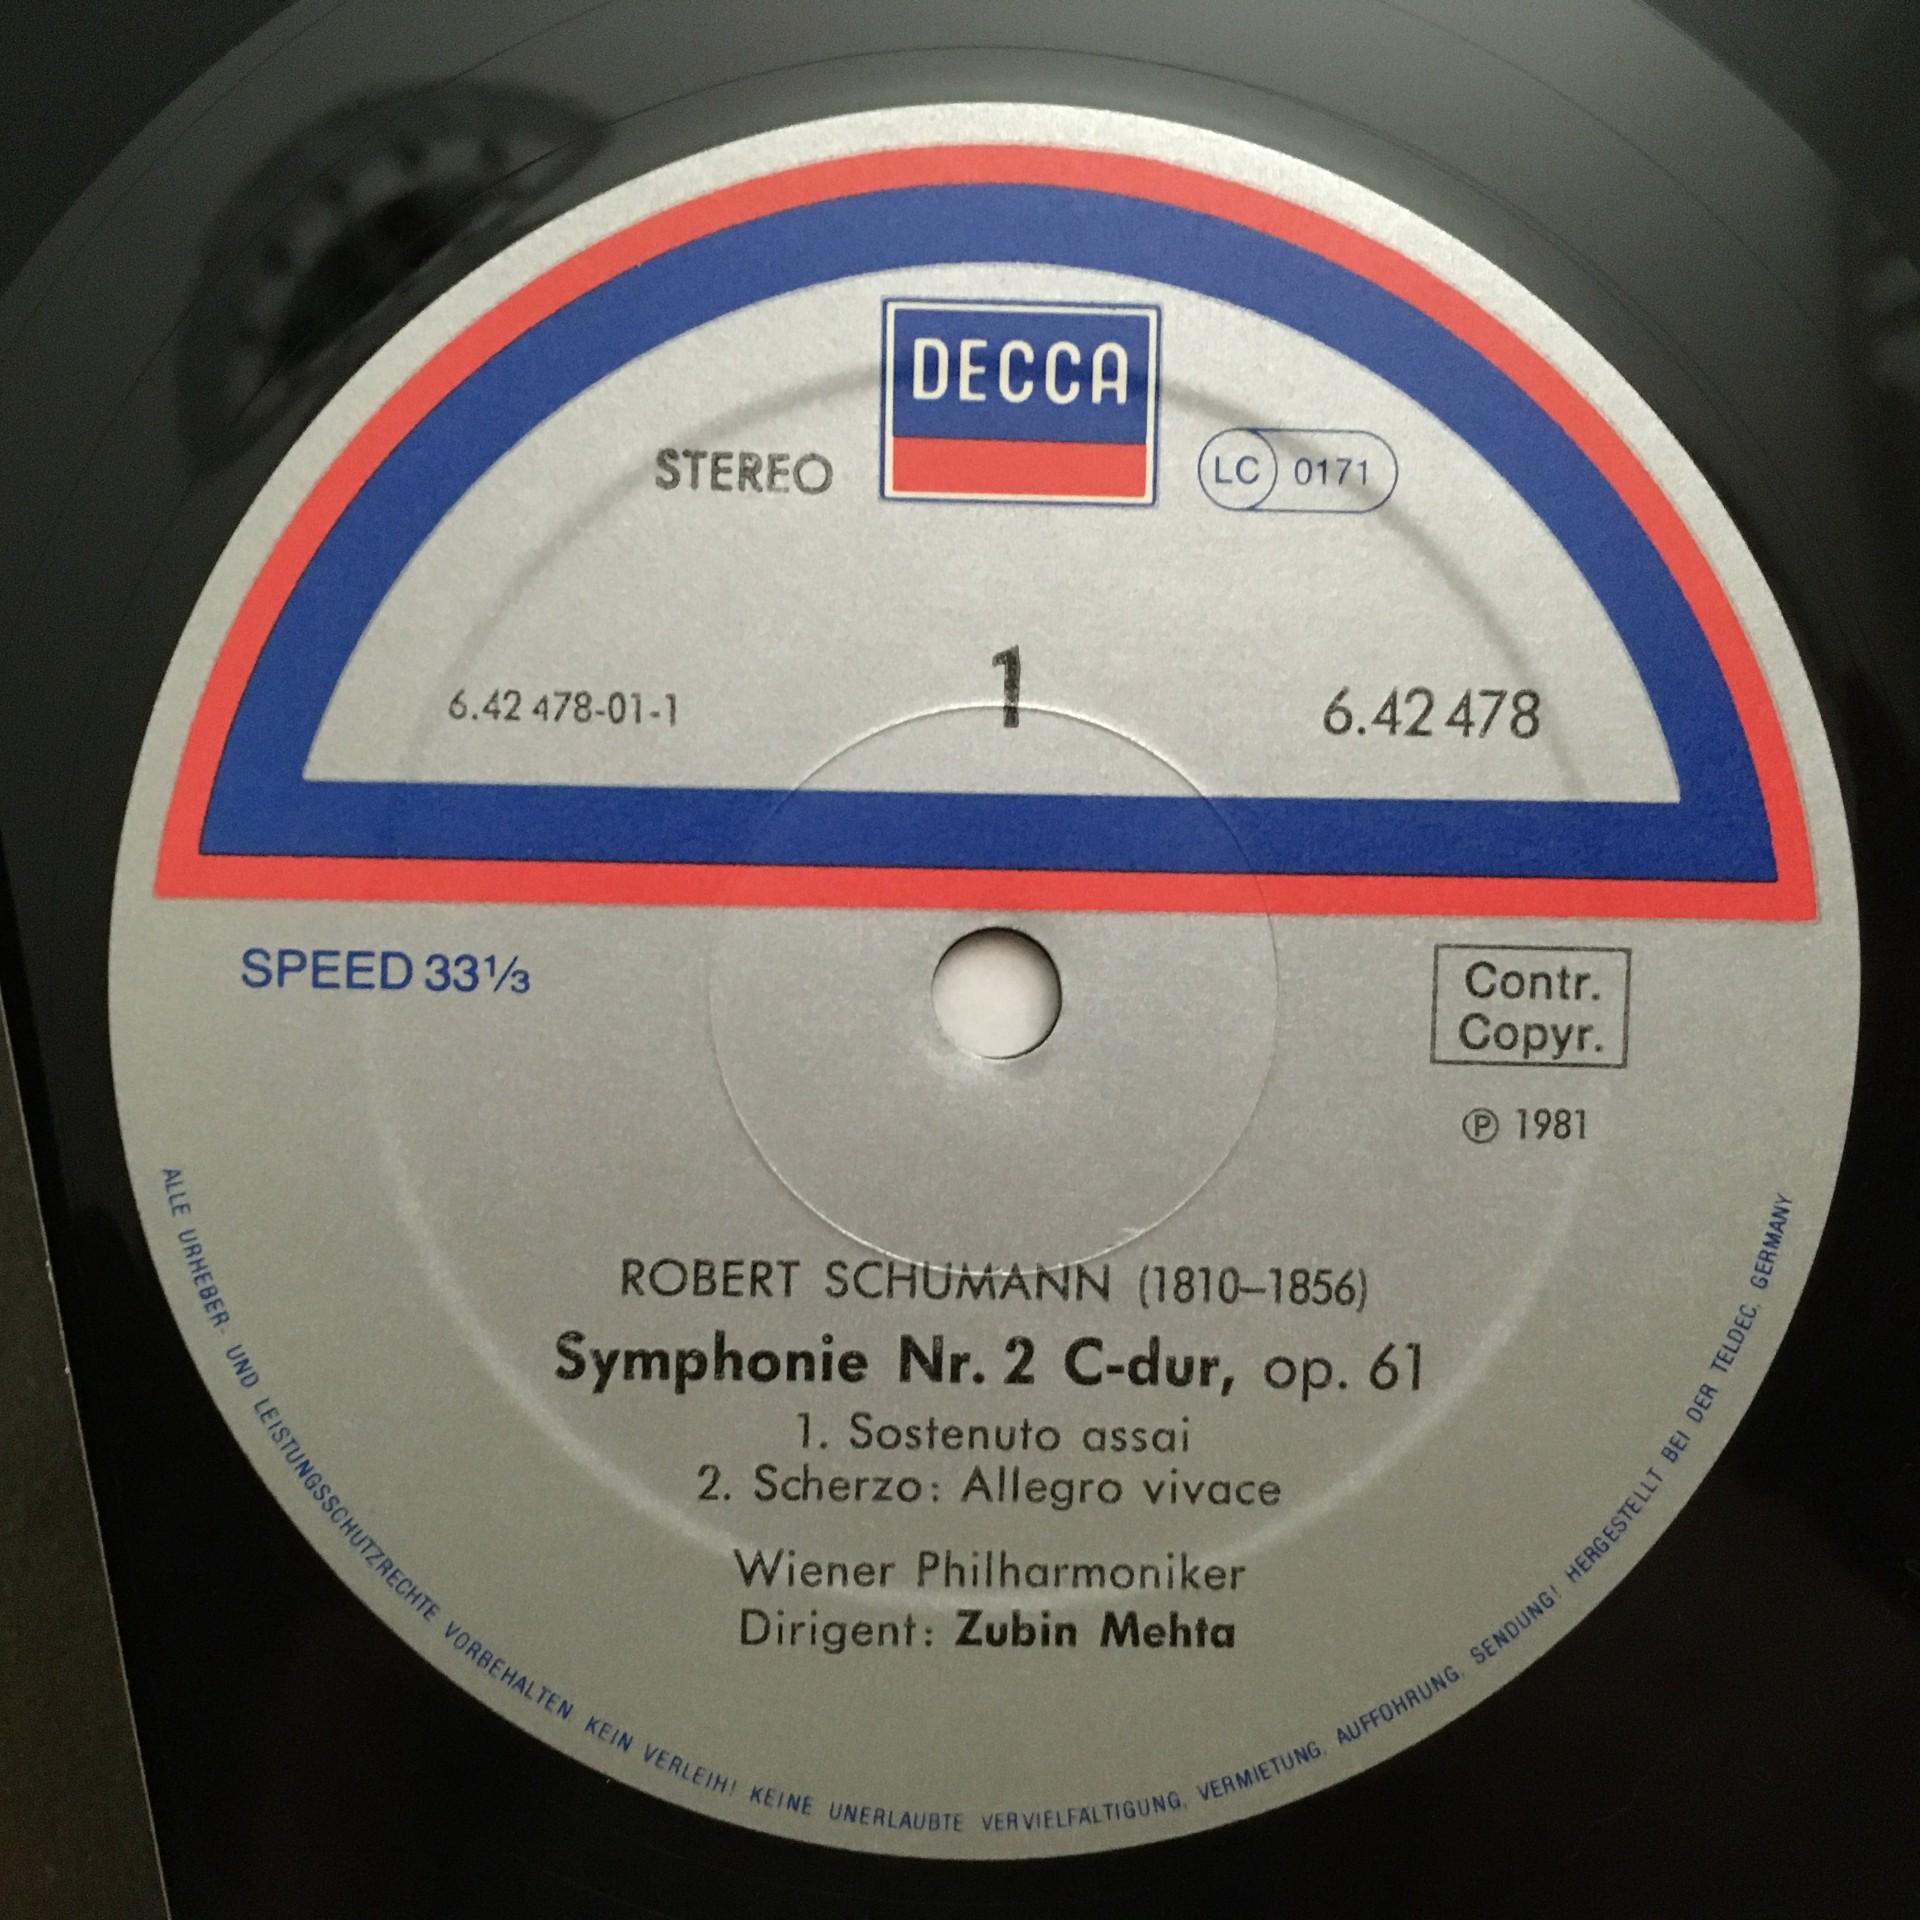 DECCA
STEREO
LC 0171
1
6.42 478-01-1
6.42 478
SPEED 33⅓
Contr.
Copyr.
Ⓟ 1981
ROBERT SCHUMANN (1810–1856)
Symphonie Nr. 2 C-dur, op. 61
1. Sostenuto assai
2. Scherzo: Allegro vivace
Wiener Philharmoniker
Dirigent: Zubin Mehta
ALLE URHEBER- UND LEISTUNGSSCHUTZRECHTE VORBEHALTEN. KEIN VERLEIH! KEINE UNERLAUBTE VERVIELFÄLTIGUNG, VERMIETUNG, AUFFÜHRUNG, SENDUNG! HERGESTELLT BEI DER TELDEC, GERMANY